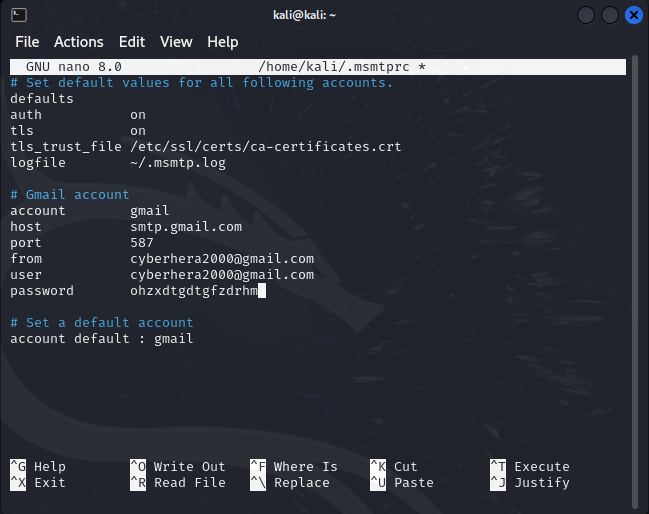 kali@kali: ~
File Actions Edit View Help
GNU nano 8.0 /home/kali/.msmtprc *
# Set default values for all following accounts.
defaults
auth on
tls on
tls_trust_file /etc/ssl/certs/ca-certificates.crt
logfile ~/.msmtp.log
# Gmail account
account gmail
host smtp.gmail.com
port 587
from cyberhera2000@gmail.com
user cyberhera2000@gmail.com
password ohzxdtgdtgfzdrhm
# Set a default account
account default : gmail
^G Help ^O Write Out ^F Where Is ^K Cut ^T Execute
^X Exit ^R Read File ^\ Replace ^U Paste ^J Justify